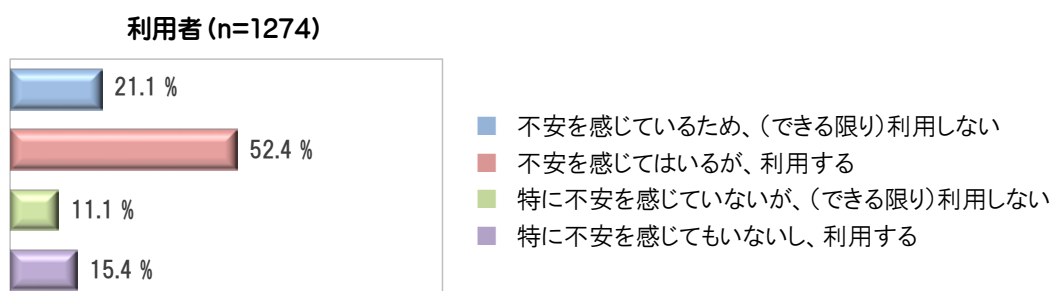 利用者(n=1274)
21.1 %
52.4 %
11.1 %
15.4 %
不安を感じているため、(できる限り)利用しない
不安を感じてはいるが、利用する
特に不安を感じていないが、(できる限り)利用しない
特に不安を感じてもいないし、利用する